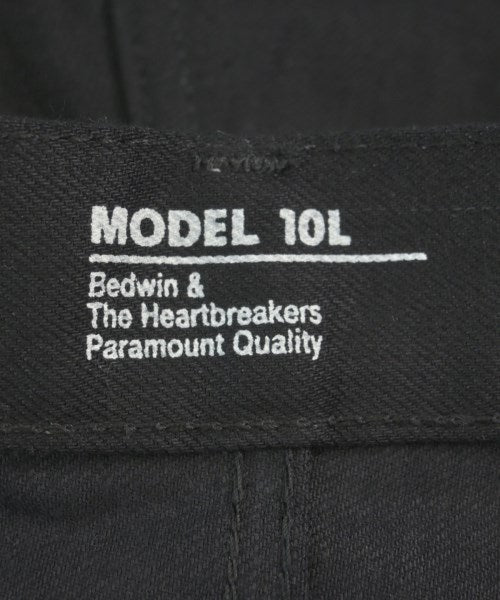 MODEL 10L
Bedwin &
The Heartbreakers
Paramount Quality